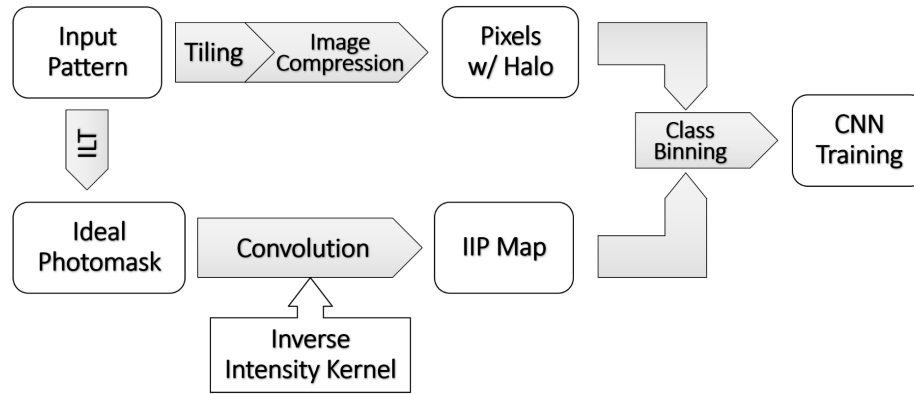 Input
Pattern
Tiling
Image
Compression
Pixels
w/ Halo
ILT
Class
Binning
CNN
Training
Ideal
Photomask
Convolution
IIP Map
Inverse
Intensity Kernel